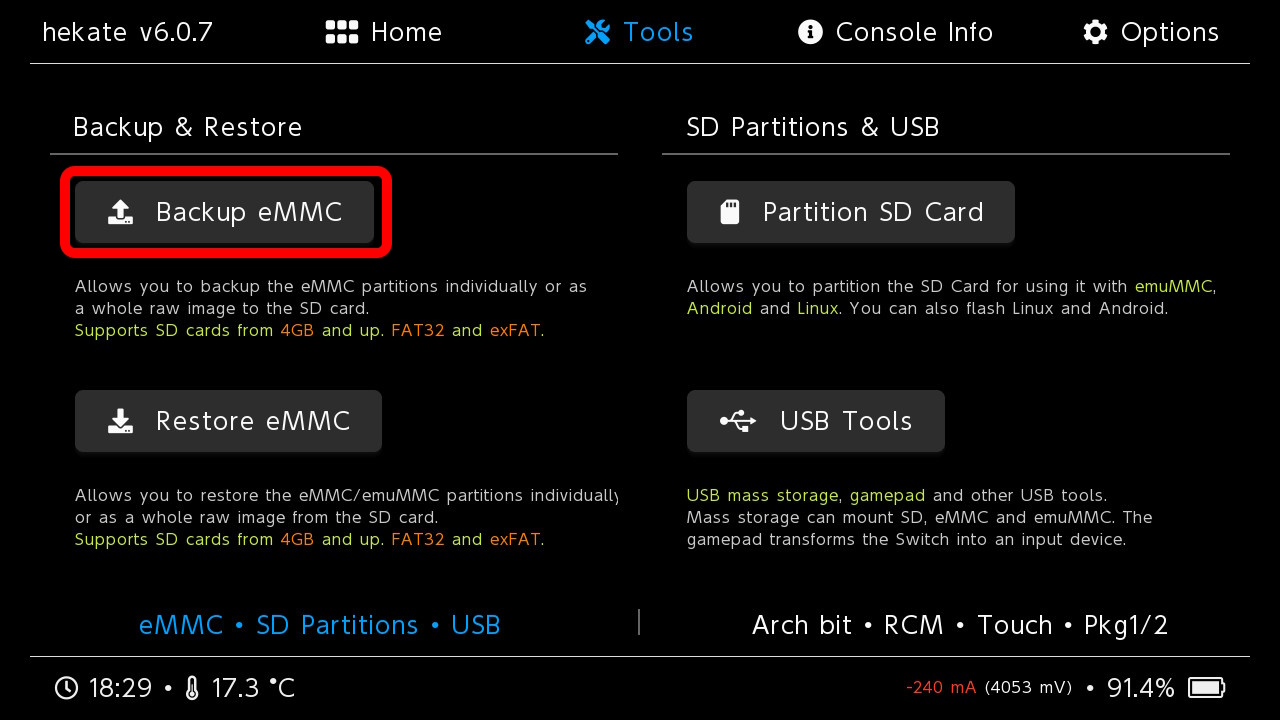 hekate v6.0.7
Home
Tools
Console Info
Options
Backup & Restore
Backup eMMC
Allows you to backup the eMMC partitions individually or as
a whole raw image to the SD card.
Supports SD cards from 4GB and up. FAT32 and exFAT.
Restore eMMC
Allows you to restore the eMMC/emuMMC partitions individually
or as a whole raw image from the SD card.
Supports SD cards from 4GB and up. FAT32 and exFAT.
SD Partitions & USB
Partition SD Card
Allows you to partition the SD Card for using it with emuMMC,
Android and Linux. You can also flash Linux and Android.
USB Tools
USB mass storage, gamepad and other USB tools.
Mass storage can mount SD, eMMC and emuMMC. The
gamepad transforms the Switch into an input device.
eMMC • SD Partitions • USB
Arch bit • RCM • Touch • Pkg1/2
18:29 • 17.3 °C
-240 mA (4053 mV) • 91.4%